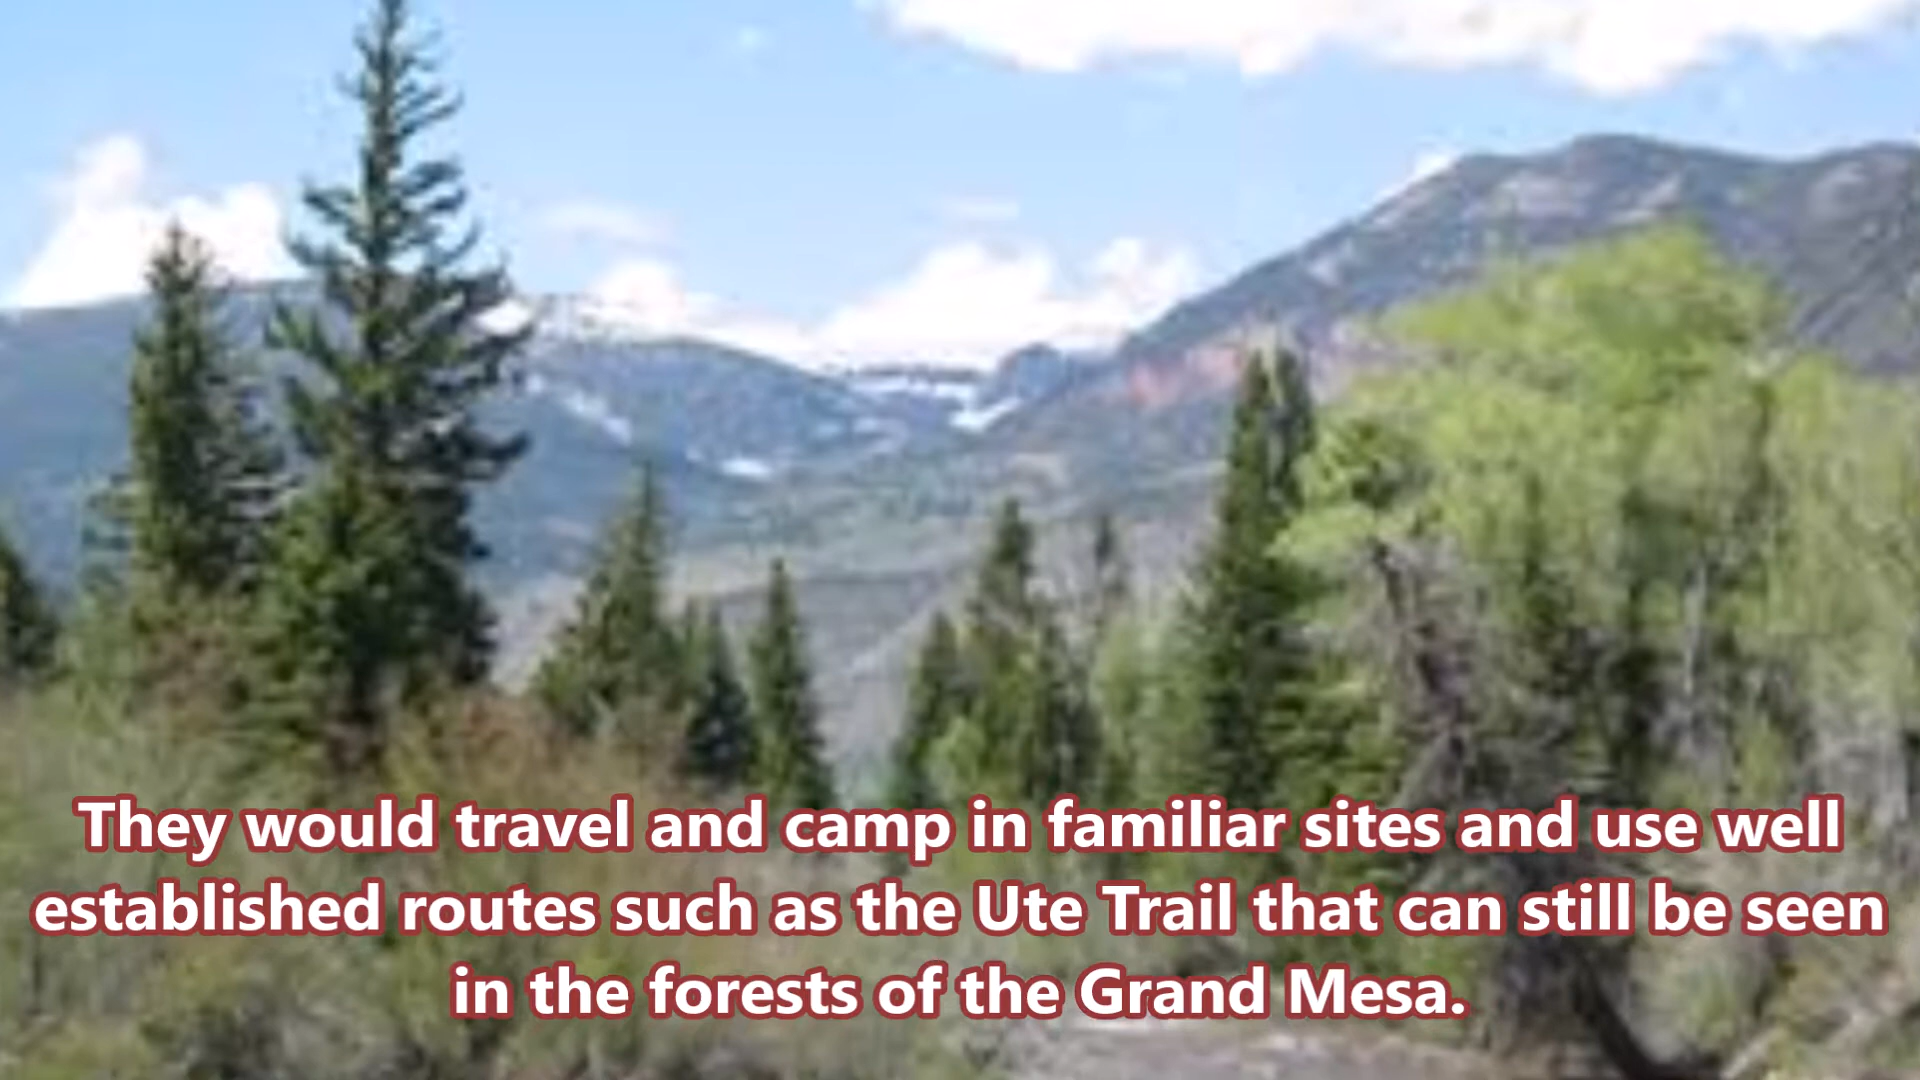 They would travel and camp in familiar sites and use well
established routes such as the Ute Trail that can still be seen
in the forests of the Grand Mesa.